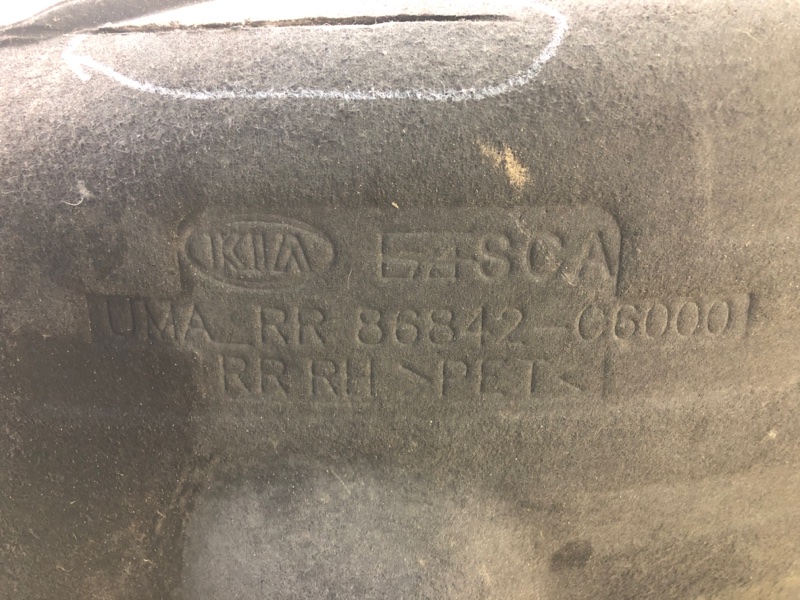 KIA SCA
UMA RR 86842-C6000
RR RH >PET<